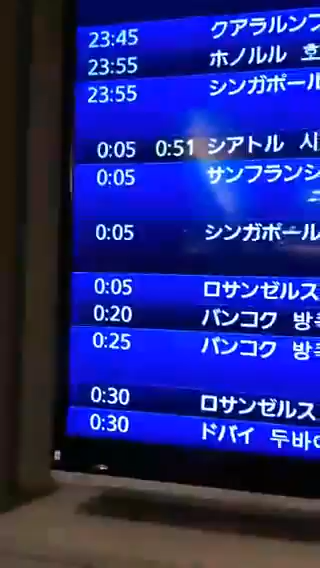 23:45 クアラルンプ
23:55 ホノルル 호
23:55 シンガポール
0:05 0:51 シアトル 시
0:05 サンフランシ
0:05 シンガポール
0:05 ロサンゼルス
0:20 バンコク 방
0:25 バンコク 방
0:30 ロサンゼルス
0:30 ドバイ 두바이